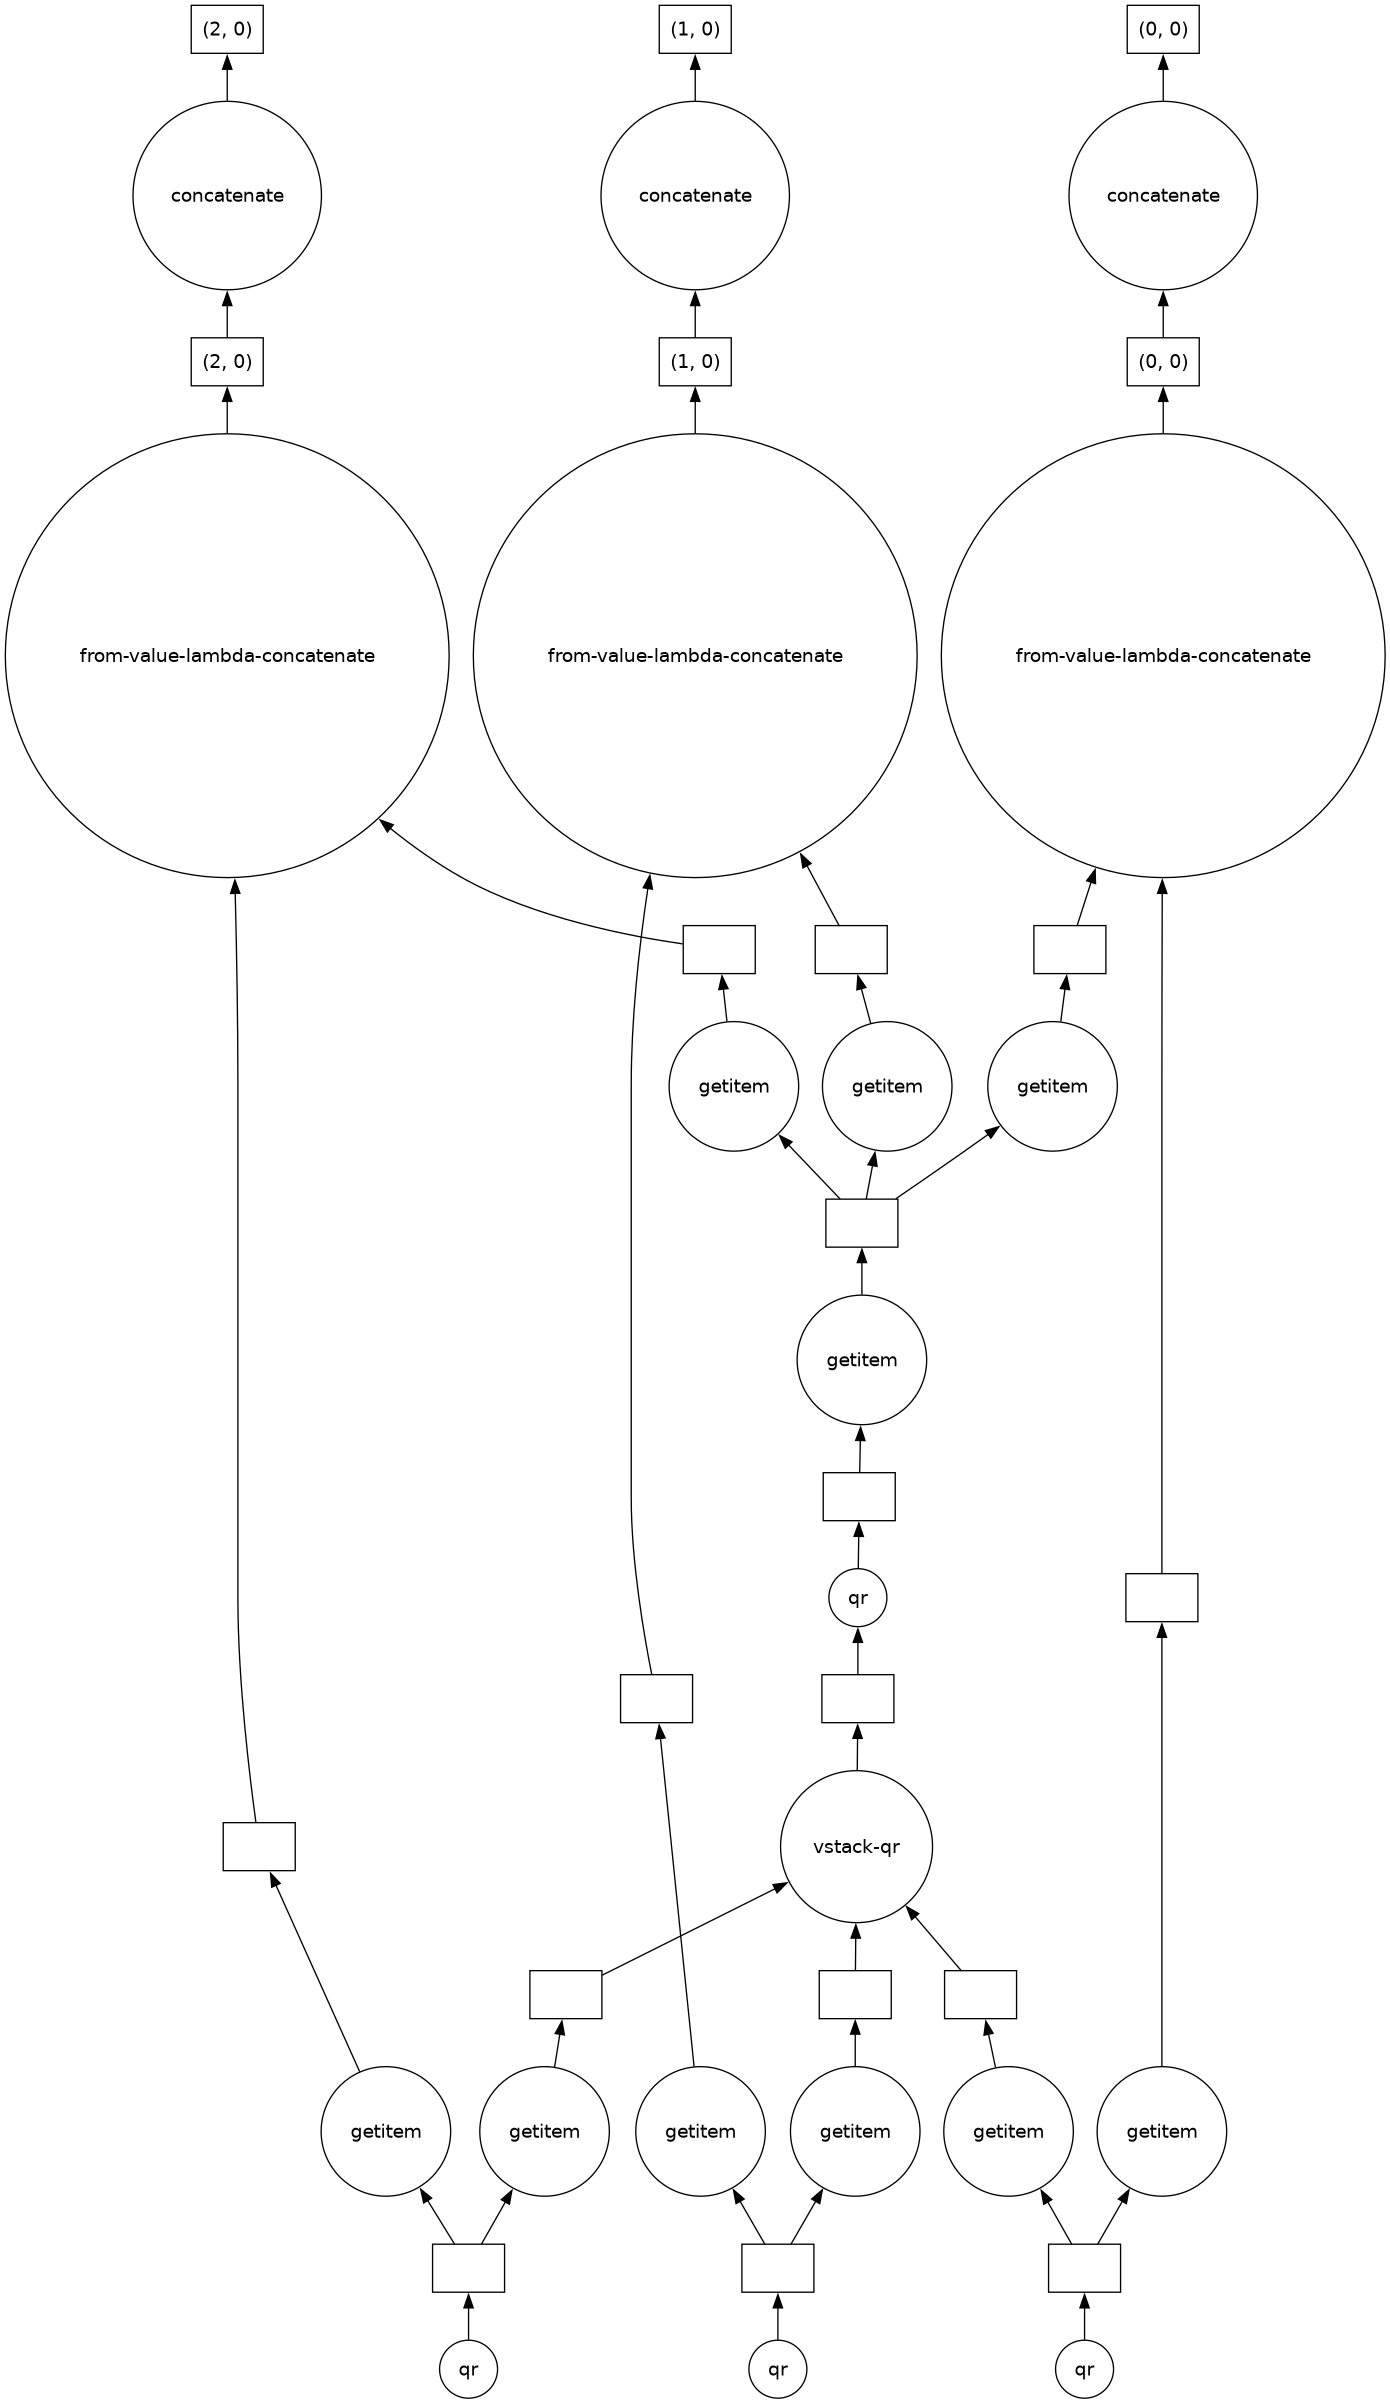 (2, 0)
(1, 0)
(0, 0)
concatenate
concatenate
concatenate
(2, 0)
(1, 0)
(0, 0)
from-value-lambda-concatenate
from-value-lambda-concatenate
from-value-lambda-concatenate
getitem
getitem
getitem
getitem
qr
vstack-qr
getitem
getitem
getitem
getitem
getitem
getitem
qr
qr
qr